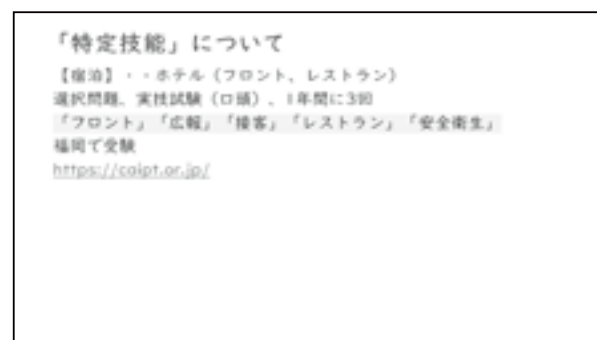 「特定技能」について
【宿泊】・・ホテル（フロント、レストラン）
選択問題、実技試験（口頭）、1年間に3回
「フロント」「広報」「接客」「レストラン」「安全衛生」
福岡で受験
https://caipt.or.jp/